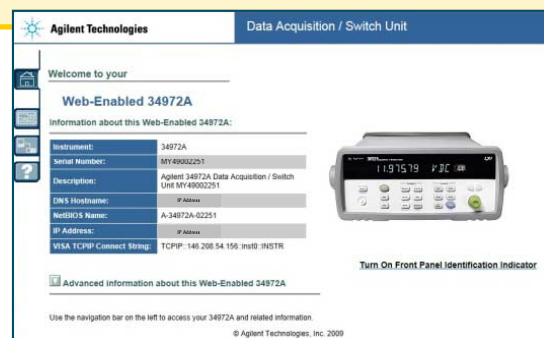 Agilent Technologies
Data Acquisition / Switch Unit
Welcome to your
Web-Enabled 34972A
Information about this Web-Enabled 34972A:
Instrument: 34972A
Serial Number: MY49002251
Description: Agilent 34972A Data Acquisition / Switch
Unit MY49002251
DNS Hostname: IP Address
NetBIOS Name: A-34972A-02251
IP Address: IP Address
VISA TCPIP Connect String: TCPIP::146.208.54.156::inst0::INSTR
11.97579 VDC
Turn On Front Panel Identification Indicator
Advanced information about this Web-Enabled 34972A
Use the navigation bar on the left to access your 34972A and related information.
© Agilent Technologies, Inc. 2009